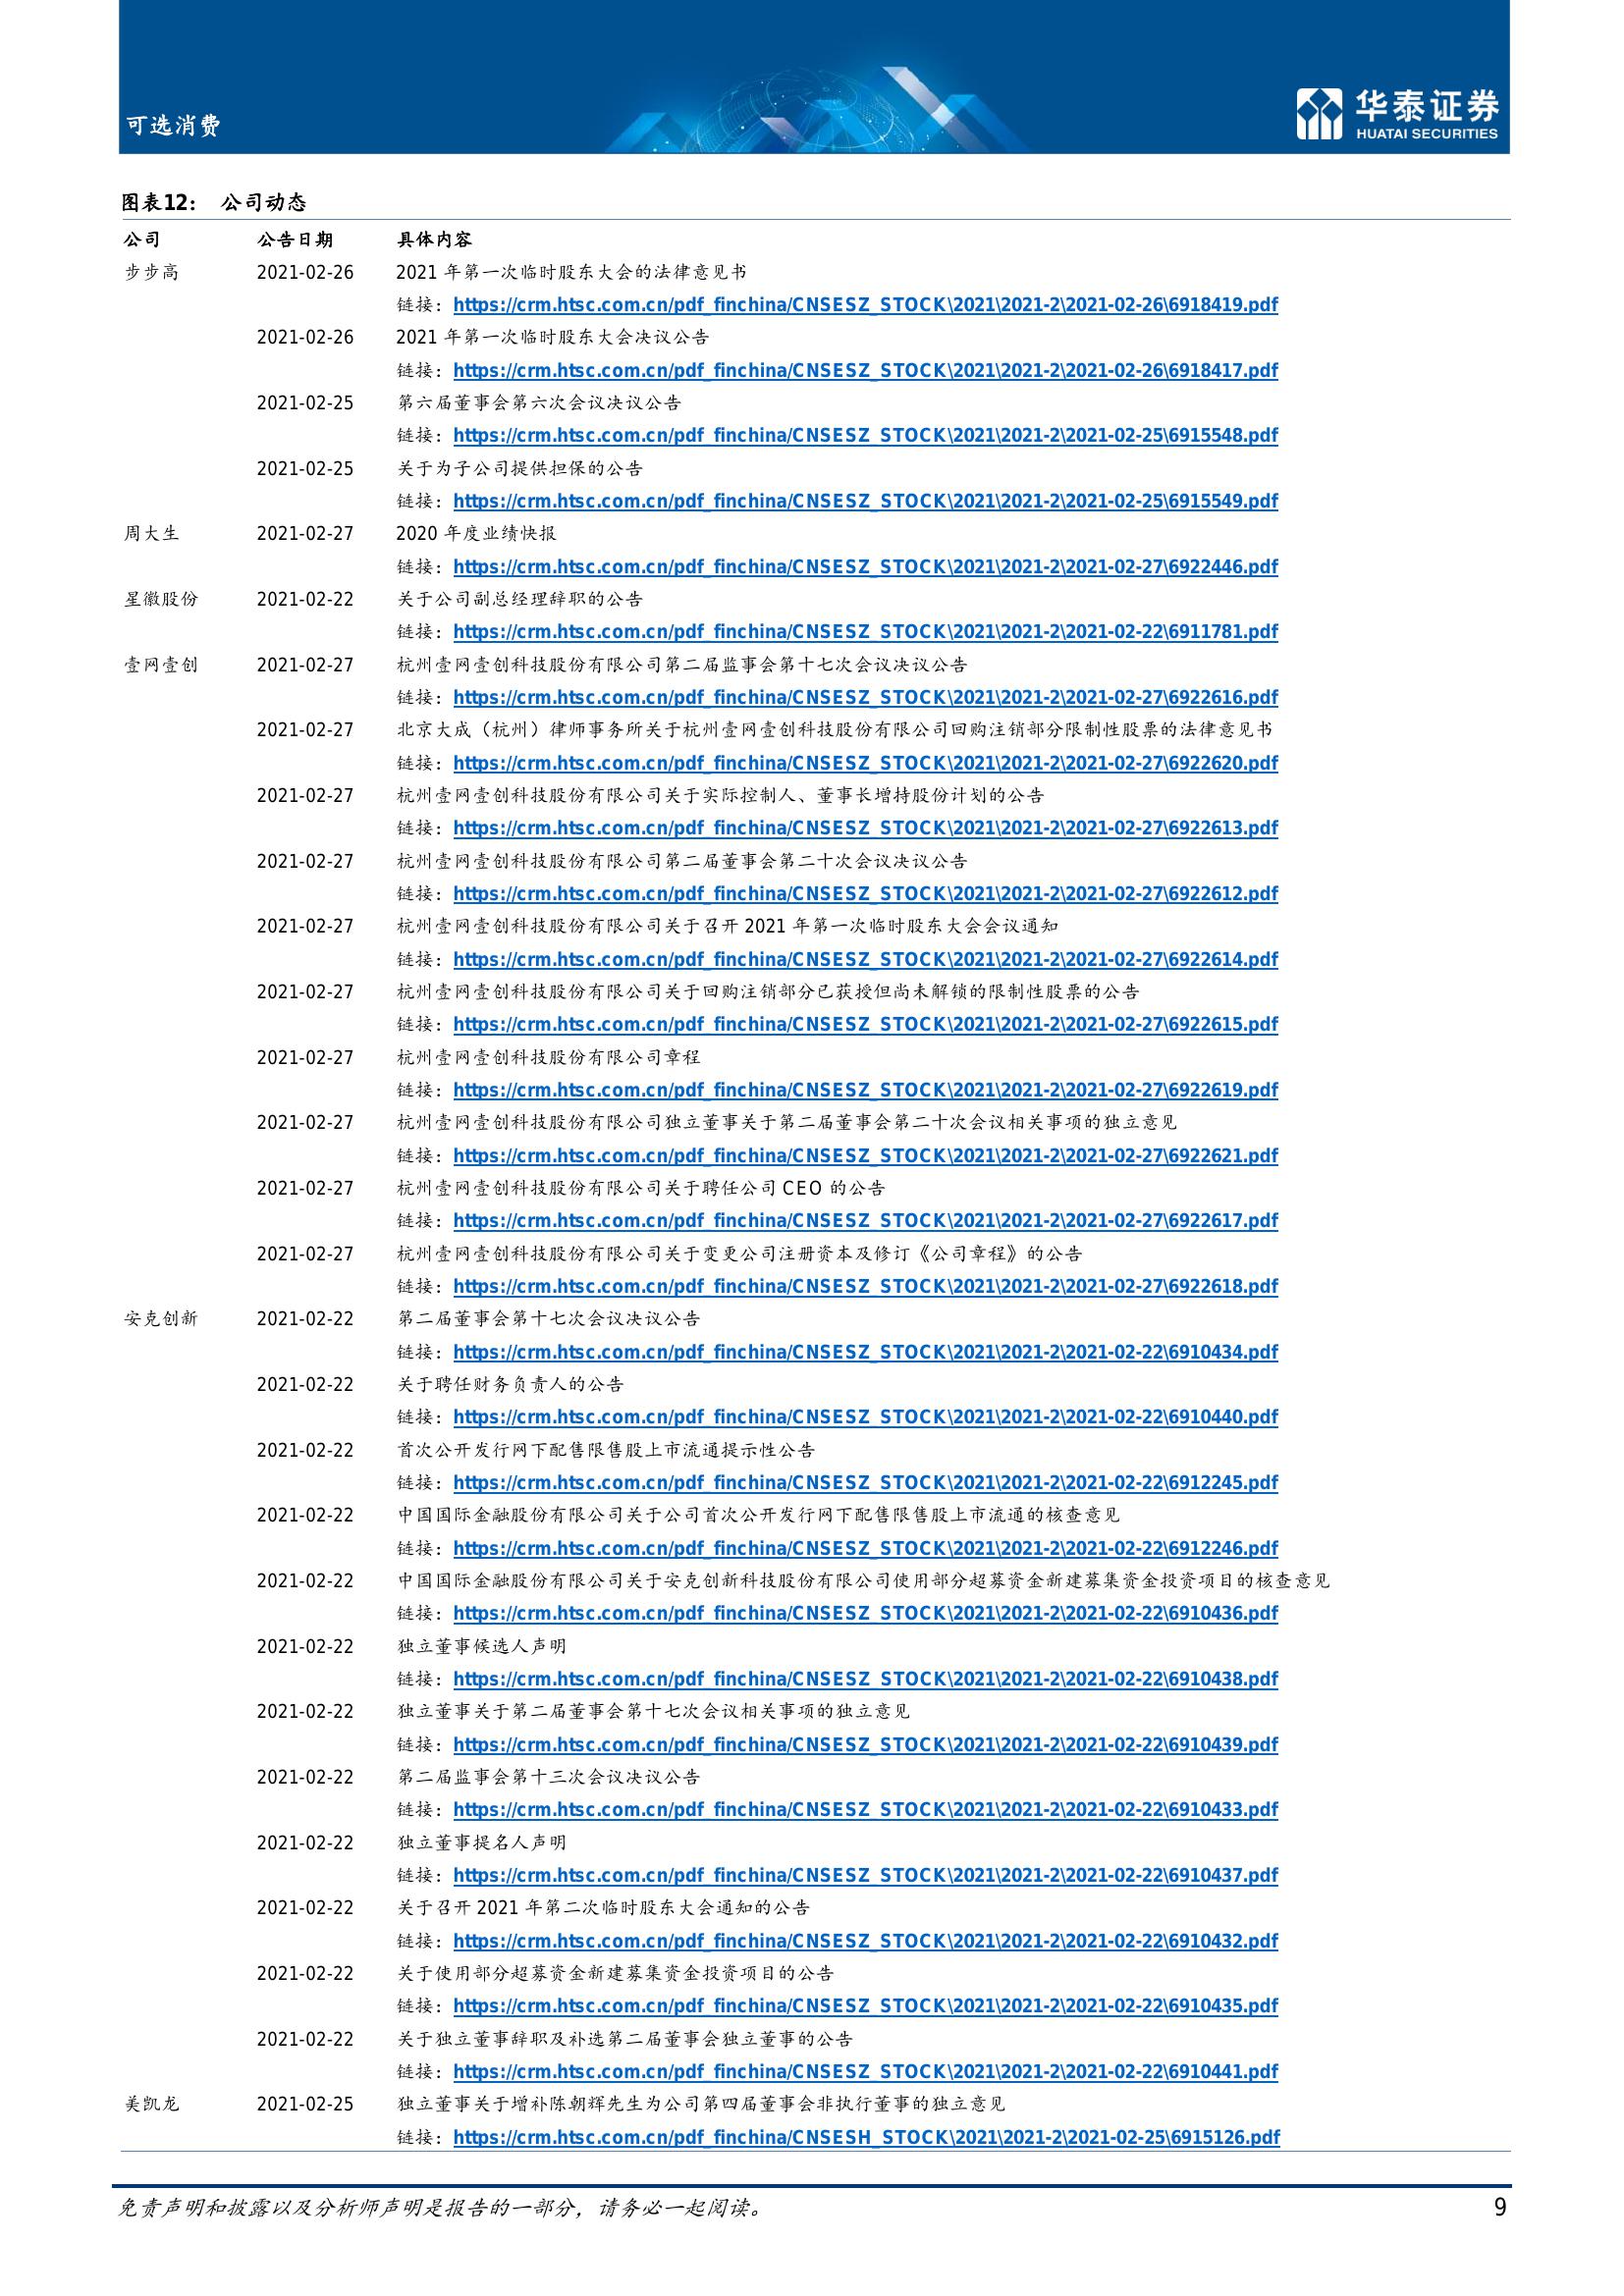 可选消费
华泰证券
HUATAI SECURITIES
图表12： 公司动态
公司 公告日期 具体内容
步步高 2021-02-26 2021 年第一次临时股东大会的法律意见书
链接：https://crm.htsc.com.cn/pdf_finchina/CNSESZ_STOCK\2021\2021-2\2021-02-26\6918419.pdf
2021-02-26 2021 年第一次临时股东大会决议公告
链接：https://crm.htsc.com.cn/pdf_finchina/CNSESZ_STOCK\2021\2021-2\2021-02-26\6918417.pdf
2021-02-25 第六届董事会第六次会议决议公告
链接：https://crm.htsc.com.cn/pdf_finchina/CNSESZ_STOCK\2021\2021-2\2021-02-25\6915548.pdf
2021-02-25 关于为子公司提供担保的公告
链接：https://crm.htsc.com.cn/pdf_finchina/CNSESZ_STOCK\2021\2021-2\2021-02-25\6915549.pdf
周大生 2021-02-27 2020 年度业绩快报
链接：https://crm.htsc.com.cn/pdf_finchina/CNSESZ_STOCK\2021\2021-2\2021-02-27\6922446.pdf
星徽股份 2021-02-22 关于公司副总经理辞职的公告
链接：https://crm.htsc.com.cn/pdf_finchina/CNSESZ_STOCK\2021\2021-2\2021-02-22\6911781.pdf
壹网壹创 2021-02-27 杭州壹网壹创科技股份有限公司第二届监事会第十七次会议决议公告
链接：https://crm.htsc.com.cn/pdf_finchina/CNSESZ_STOCK\2021\2021-2\2021-02-27\6922616.pdf
2021-02-27 北京大成（杭州）律师事务所关于杭州壹网壹创科技股份有限公司回购注销部分限制性股票的法律意见书
链接：https://crm.htsc.com.cn/pdf_finchina/CNSESZ_STOCK\2021\2021-2\2021-02-27\6922620.pdf
2021-02-27 杭州壹网壹创科技股份有限公司关于实际控制人、董事长增持股份计划的公告
链接：https://crm.htsc.com.cn/pdf_finchina/CNSESZ_STOCK\2021\2021-2\2021-02-27\6922613.pdf
2021-02-27 杭州壹网壹创科技股份有限公司第二届董事会第二十次会议决议公告
链接：https://crm.htsc.com.cn/pdf_finchina/CNSESZ_STOCK\2021\2021-2\2021-02-27\6922612.pdf
2021-02-27 杭州壹网壹创科技股份有限公司关于召开 2021 年第一次临时股东大会会议通知
链接：https://crm.htsc.com.cn/pdf_finchina/CNSESZ_STOCK\2021\2021-2\2021-02-27\6922614.pdf
2021-02-27 杭州壹网壹创科技股份有限公司关于回购注销部分已获授但尚未解锁的限制性股票的公告
链接：https://crm.htsc.com.cn/pdf_finchina/CNSESZ_STOCK\2021\2021-2\2021-02-27\6922615.pdf
2021-02-27 杭州壹网壹创科技股份有限公司章程
链接：https://crm.htsc.com.cn/pdf_finchina/CNSESZ_STOCK\2021\2021-2\2021-02-27\6922619.pdf
2021-02-27 杭州壹网壹创科技股份有限公司独立董事关于第二届董事会第二十次会议相关事项的独立意见
链接：https://crm.htsc.com.cn/pdf_finchina/CNSESZ_STOCK\2021\2021-2\2021-02-27\6922621.pdf
2021-02-27 杭州壹网壹创科技股份有限公司关于聘任公司 CEO 的公告
链接：https://crm.htsc.com.cn/pdf_finchina/CNSESZ_STOCK\2021\2021-2\2021-02-27\6922617.pdf
2021-02-27 杭州壹网壹创科技股份有限公司关于变更公司注册资本及修订《公司章程》的公告
链接：https://crm.htsc.com.cn/pdf_finchina/CNSESZ_STOCK\2021\2021-2\2021-02-27\6922618.pdf
安克创新 2021-02-22 第二届董事会第十七次会议决议公告
链接：https://crm.htsc.com.cn/pdf_finchina/CNSESZ_STOCK\2021\2021-2\2021-02-22\6910434.pdf
2021-02-22 关于聘任财务负责人的公告
链接：https://crm.htsc.com.cn/pdf_finchina/CNSESZ_STOCK\2021\2021-2\2021-02-22\6910440.pdf
2021-02-22 首次公开发行网下配售限售股上市流通提示性公告
链接：https://crm.htsc.com.cn/pdf_finchina/CNSESZ_STOCK\2021\2021-2\2021-02-22\6912245.pdf
2021-02-22 中国国际金融股份有限公司关于公司首次公开发行网下配售限售股上市流通的核查意见
链接：https://crm.htsc.com.cn/pdf_finchina/CNSESZ_STOCK\2021\2021-2\2021-02-22\6912246.pdf
2021-02-22 中国国际金融股份有限公司关于安克创新科技股份有限公司使用部分超募资金新建募集资金投资项目的核查意见
链接：https://crm.htsc.com.cn/pdf_finchina/CNSESZ_STOCK\2021\2021-2\2021-02-22\6910436.pdf
2021-02-22 独立董事候选人声明
链接：https://crm.htsc.com.cn/pdf_finchina/CNSESZ_STOCK\2021\2021-2\2021-02-22\6910438.pdf
2021-02-22 独立董事关于第二届董事会第十七次会议相关事项的独立意见
链接：https://crm.htsc.com.cn/pdf_finchina/CNSESZ_STOCK\2021\2021-2\2021-02-22\6910439.pdf
2021-02-22 第二届监事会第十三次会议决议公告
链接：https://crm.htsc.com.cn/pdf_finchina/CNSESZ_STOCK\2021\2021-2\2021-02-22\6910433.pdf
2021-02-22 独立董事提名人声明
链接：https://crm.htsc.com.cn/pdf_finchina/CNSESZ_STOCK\2021\2021-2\2021-02-22\6910437.pdf
2021-02-22 关于召开 2021 年第二次临时股东大会通知的公告
链接：https://crm.htsc.com.cn/pdf_finchina/CNSESZ_STOCK\2021\2021-2\2021-02-22\6910432.pdf
2021-02-22 关于使用部分超募资金新建募集资金投资项目的公告
链接：https://crm.htsc.com.cn/pdf_finchina/CNSESZ_STOCK\2021\2021-2\2021-02-22\6910435.pdf
2021-02-22 关于独立董事辞职及补选第二届董事会独立董事的公告
链接：https://crm.htsc.com.cn/pdf_finchina/CNSESZ_STOCK\2021\2021-2\2021-02-22\6910441.pdf
美凯龙 2021-02-25 独立董事关于增补陈朝辉先生为公司第四届董事会非执行董事的独立意见
链接：https://crm.htsc.com.cn/pdf_finchina/CNSESH_STOCK\2021\2021-2\2021-02-25\6915126.pdf
免责声明和披露以及分析师声明是报告的一部分，请务必一起阅读。 9